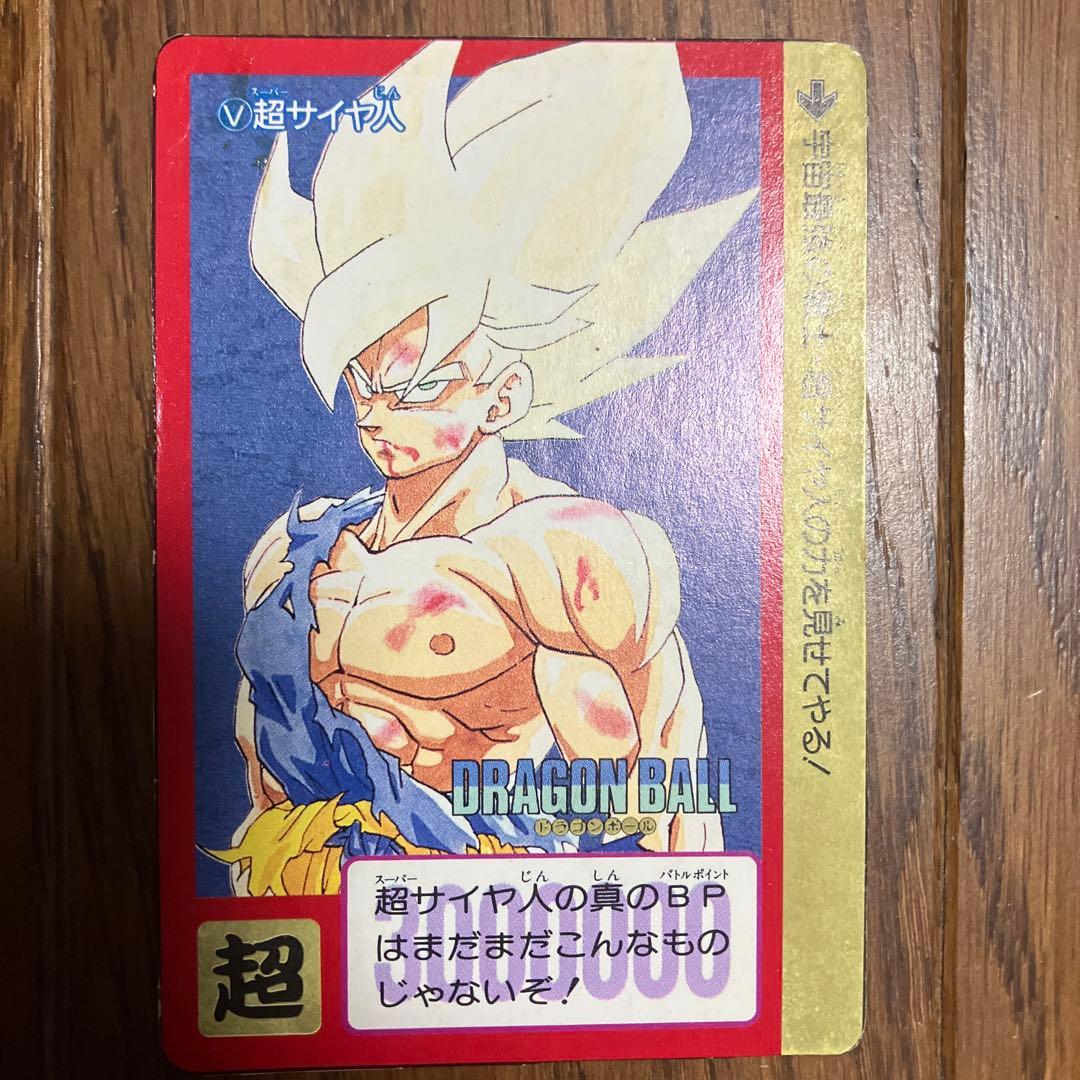 Ⓥ超サイヤ人
スーパー
じん
➔宇宙最強の戦士・超サイヤ人の力を見せてやる!
DRAGON BALL
ドラゴンボール
スーパー じん しん バトルポイント
超サイヤ人の真のBP
はまだまだこんなもの
じゃないぞ!
3000000
超